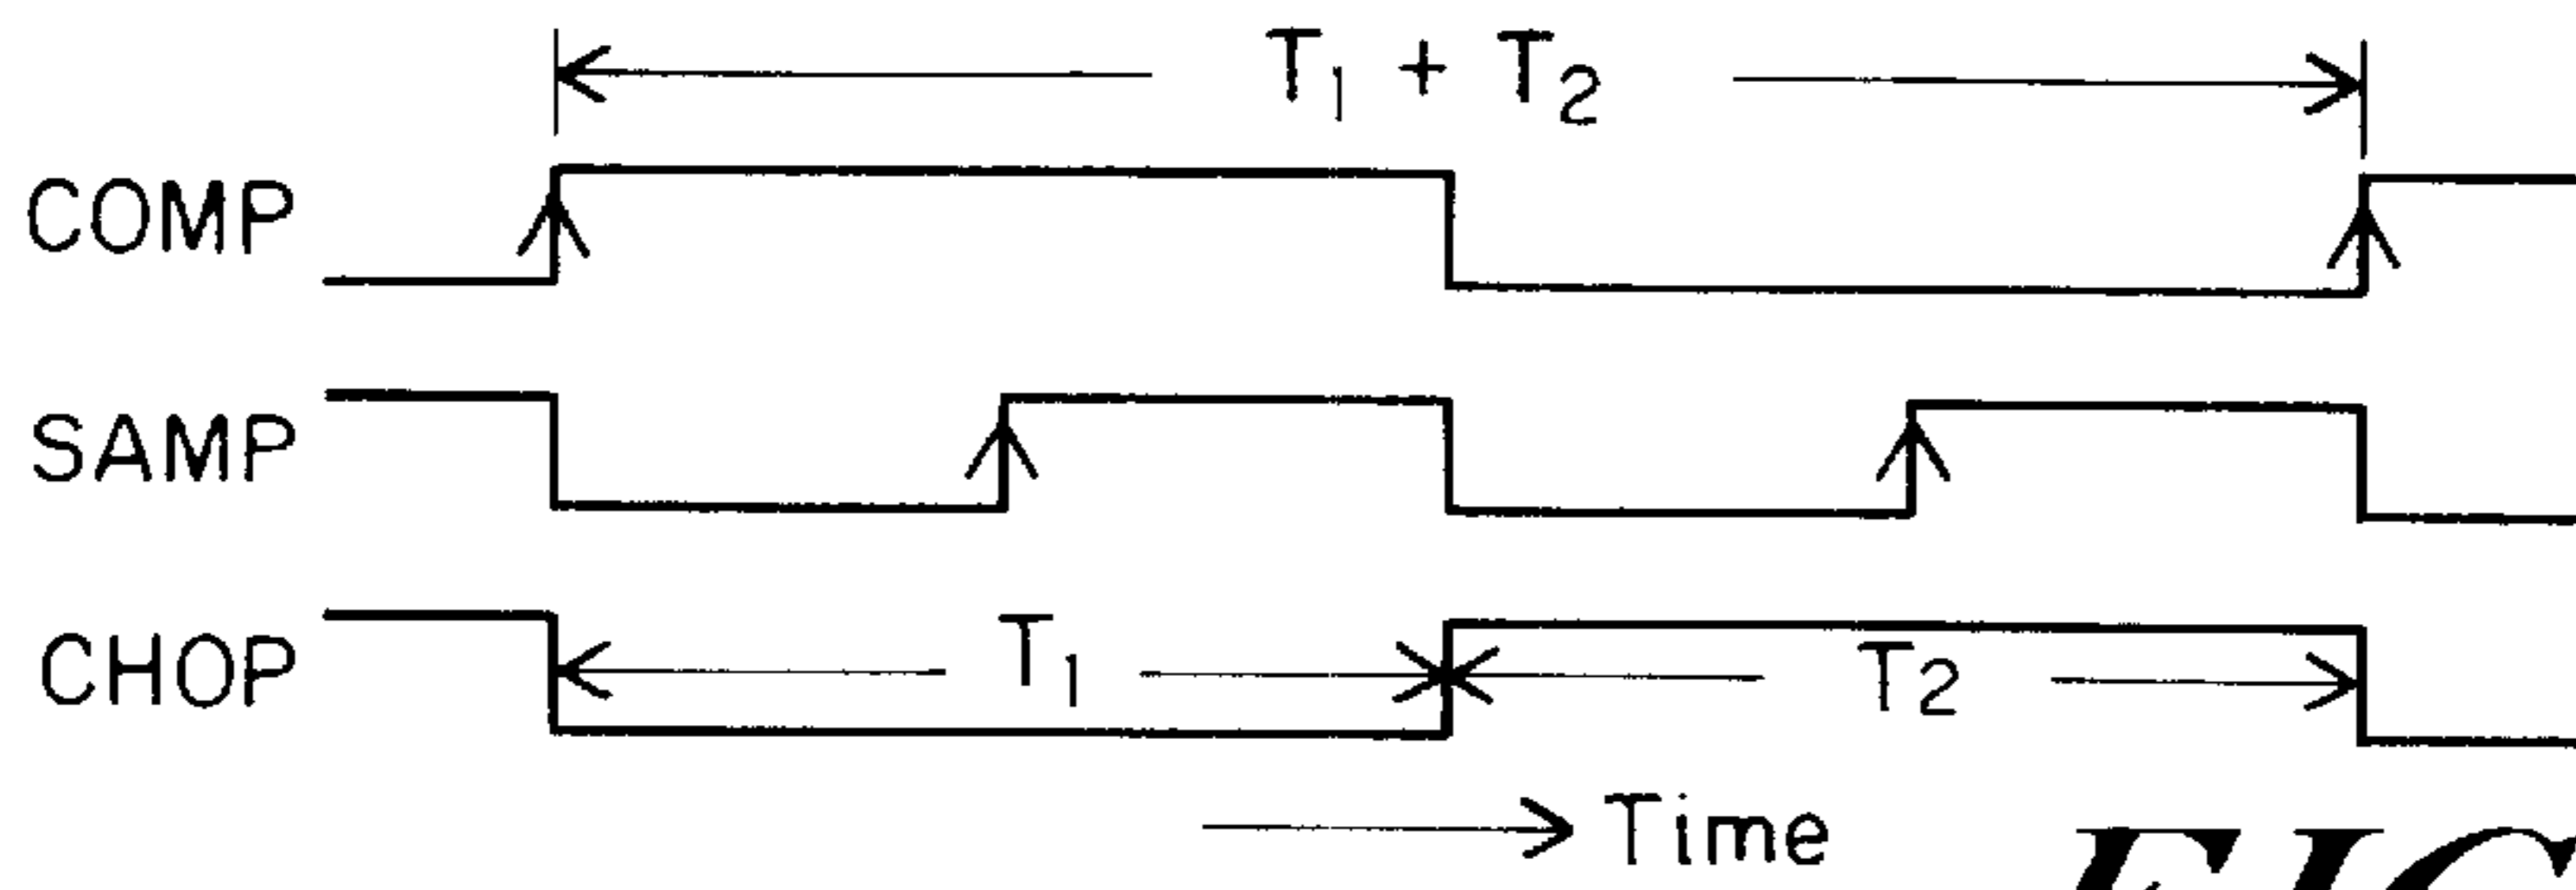 T₁ + T₂
COMP
SAMP
CHOP T₁ T₂
Time